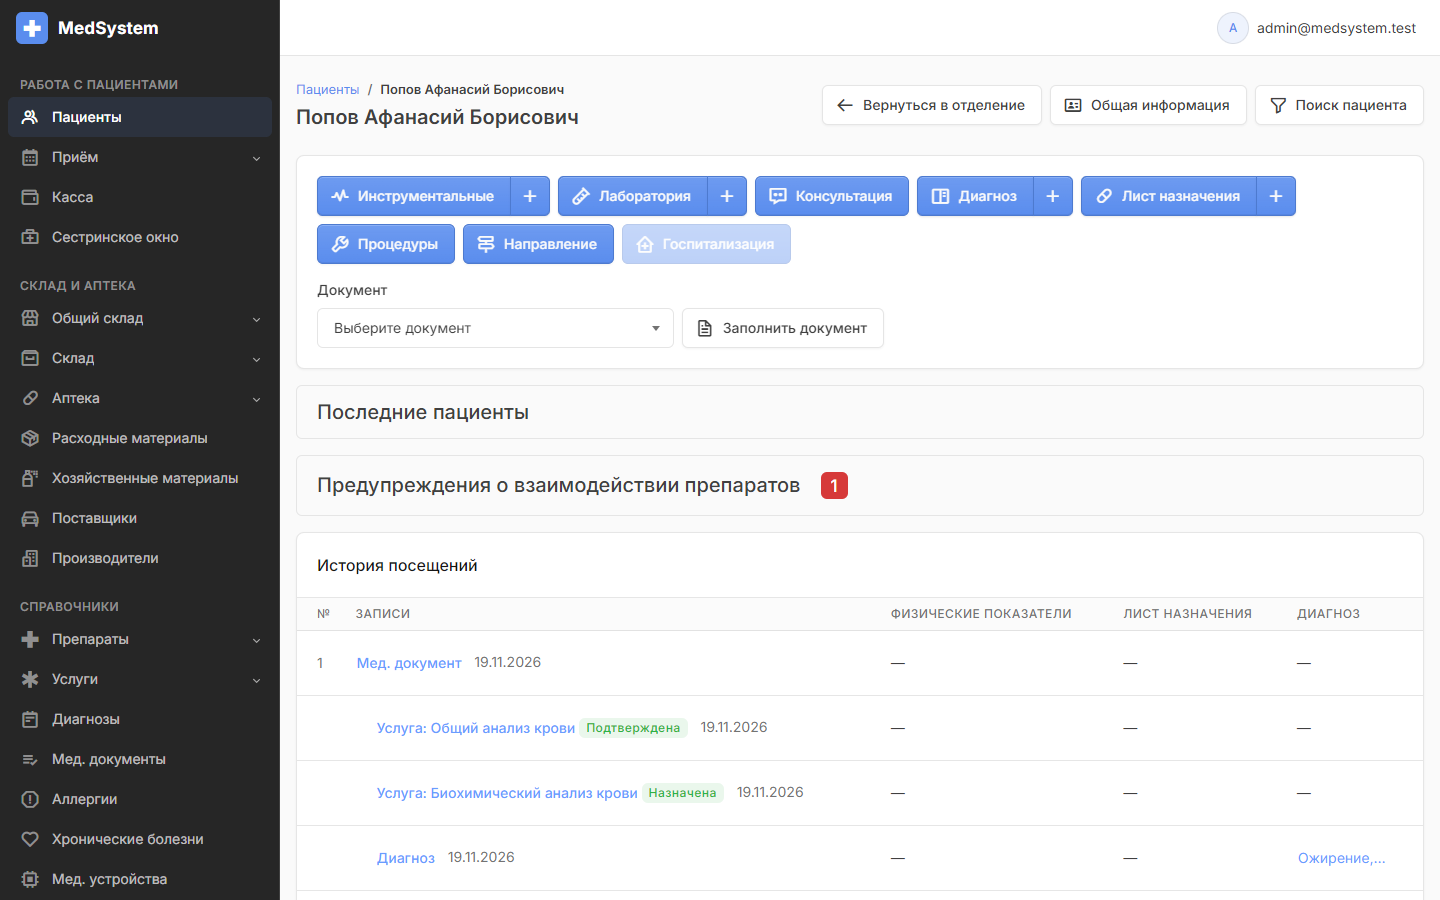 MedSystem
A admin@medsystem.test
РАБОТА С ПАЦИЕНТАМИ
Пациенты
Приём
Касса
Сестринское окно
СКЛАД И АПТЕКА
Общий склад
Склад
Аптека
Расходные материалы
Хозяйственные материалы
Поставщики
Производители
СПРАВОЧНИКИ
Препараты
Услуги
Диагнозы
Мед. документы
Аллергии
Хронические болезни
Мед. устройства
Пациенты / Попов Афанасий Борисович
Попов Афанасий Борисович
Вернуться в отделение Общая информация Поиск пациента
Инструментальные + Лаборатория + Консультация Диагноз + Лист назначения +
Процедуры Направление Госпитализация
Документ
Выберите документ Заполнить документ
Последние пациенты
Предупреждения о взаимодействии препаратов 1
История посещений
№ ЗАПИСИ ФИЗИЧЕСКИЕ ПОКАЗАТЕЛИ ЛИСТ НАЗНАЧЕНИЯ ДИАГНОЗ
1 Мед. документ 19.11.2026 — — —
Услуга: Общий анализ крови Подтверждена 19.11.2026 — — —
Услуга: Биохимический анализ крови Назначена 19.11.2026 — — —
Диагноз 19.11.2026 — — Ожирение,...